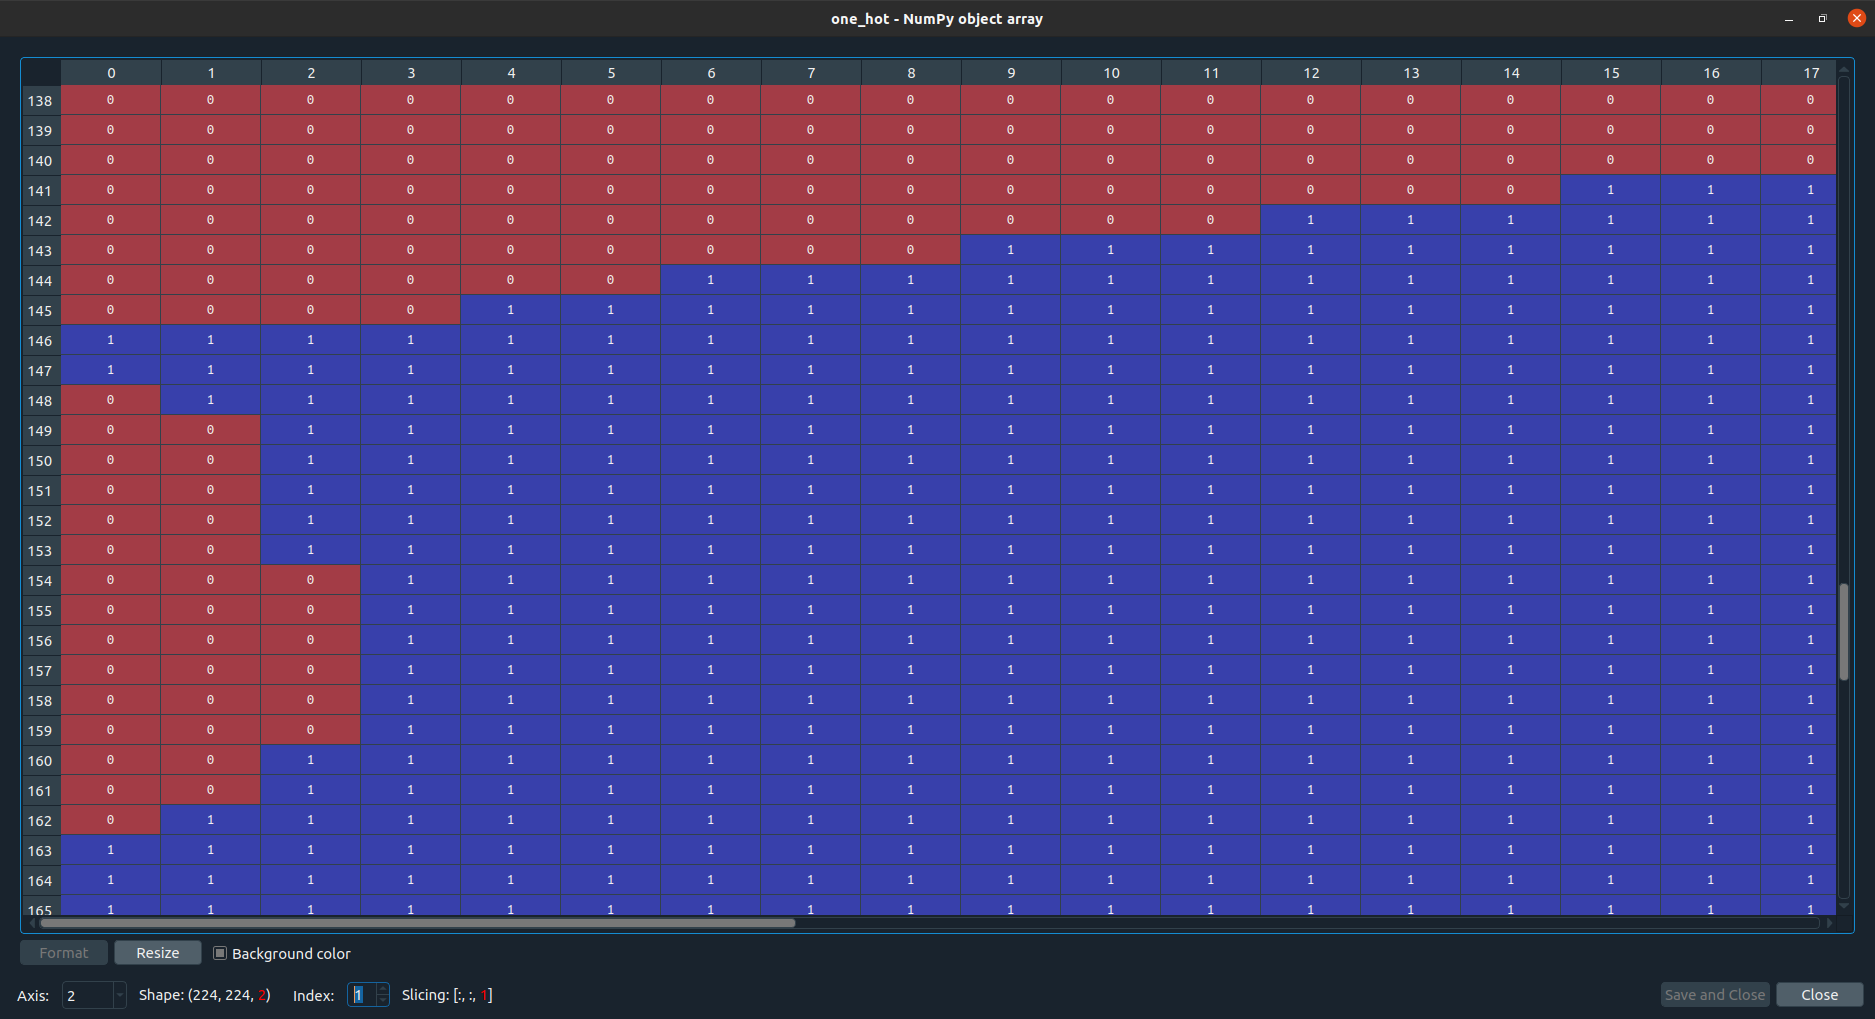 one_hot - NumPy object array
0 1 2 3 4 5 6 7 8 9 10 11 12 13 14 15 16 17
138 0 0 0 0 0 0 0 0 0 0 0 0 0 0 0 0 0 0
139 0 0 0 0 0 0 0 0 0 0 0 0 0 0 0 0 0 0
140 0 0 0 0 0 0 0 0 0 0 0 0 0 0 0 0 0 0
141 0 0 0 0 0 0 0 0 0 0 0 0 0 0 0 1 1 1
142 0 0 0 0 0 0 0 0 0 0 0 0 1 1 1 1 1 1
143 0 0 0 0 0 0 0 0 0 1 1 1 1 1 1 1 1 1
144 0 0 0 0 0 0 1 1 1 1 1 1 1 1 1 1 1 1
145 0 0 0 0 1 1 1 1 1 1 1 1 1 1 1 1 1 1
146 1 1 1 1 1 1 1 1 1 1 1 1 1 1 1 1 1 1
147 1 1 1 1 1 1 1 1 1 1 1 1 1 1 1 1 1 1
148 0 1 1 1 1 1 1 1 1 1 1 1 1 1 1 1 1 1
149 0 0 1 1 1 1 1 1 1 1 1 1 1 1 1 1 1 1
150 0 0 1 1 1 1 1 1 1 1 1 1 1 1 1 1 1 1
151 0 0 1 1 1 1 1 1 1 1 1 1 1 1 1 1 1 1
152 0 0 1 1 1 1 1 1 1 1 1 1 1 1 1 1 1 1
153 0 0 1 1 1 1 1 1 1 1 1 1 1 1 1 1 1 1
154 0 0 0 1 1 1 1 1 1 1 1 1 1 1 1 1 1 1
155 0 0 0 1 1 1 1 1 1 1 1 1 1 1 1 1 1 1
156 0 0 0 1 1 1 1 1 1 1 1 1 1 1 1 1 1 1
157 0 0 0 1 1 1 1 1 1 1 1 1 1 1 1 1 1 1
158 0 0 0 1 1 1 1 1 1 1 1 1 1 1 1 1 1 1
159 0 0 0 1 1 1 1 1 1 1 1 1 1 1 1 1 1 1
160 0 0 1 1 1 1 1 1 1 1 1 1 1 1 1 1 1 1
161 0 0 1 1 1 1 1 1 1 1 1 1 1 1 1 1 1 1
162 0 1 1 1 1 1 1 1 1 1 1 1 1 1 1 1 1 1
163 1 1 1 1 1 1 1 1 1 1 1 1 1 1 1 1 1 1
164 1 1 1 1 1 1 1 1 1 1 1 1 1 1 1 1 1 1
165 1 1 1 1 1 1 1 1 1 1 1 1 1 1 1 1 1 1
Format Resize Background color
Axis: 2 Shape: (224, 224, 2) Index: 1 Slicing: [:, :, 1] Save and Close Close